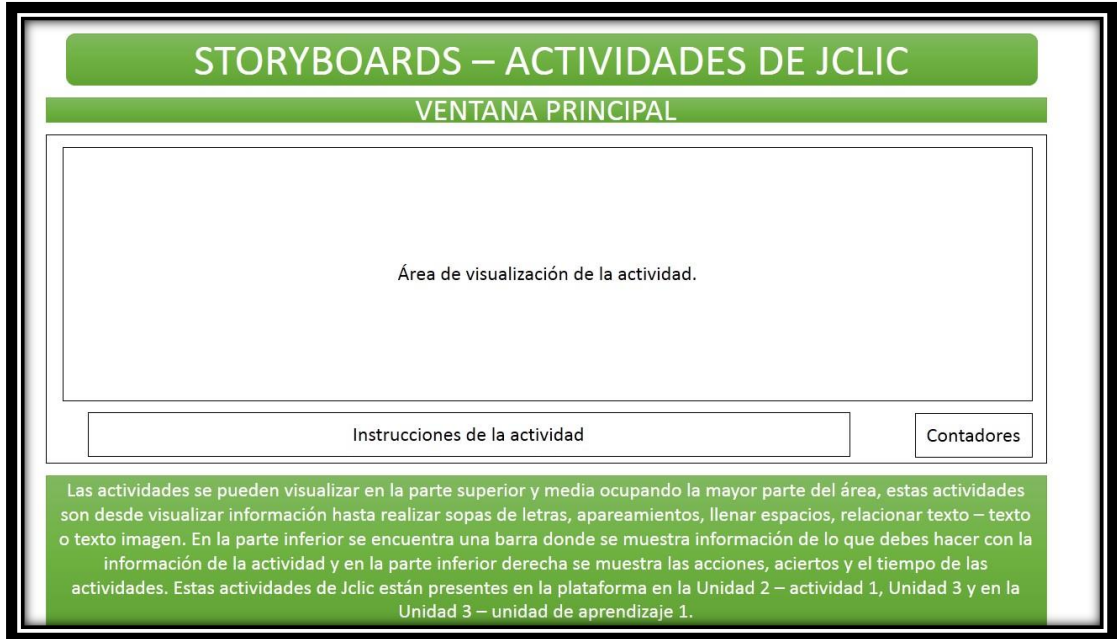 STORYBOARDS – ACTIVIDADES DE JCLIC
VENTANA PRINCIPAL
Área de visualización de la actividad.
Instrucciones de la actividad
Contadores
Las actividades se pueden visualizar en la parte superior y media ocupando la mayor parte del área, estas actividades
son desde visualizar información hasta realizar sopas de letras, apareamientos, llenar espacios, relacionar texto – texto
o texto imagen. En la parte inferior se encuentra una barra donde se muestra información de lo que debes hacer con la
información de la actividad y en la parte inferior derecha se muestra las acciones, aciertos y el tiempo de las
actividades. Estas actividades de Jclic están presentes en la plataforma en la Unidad 2 – actividad 1, Unidad 3 y en la
Unidad 3 – unidad de aprendizaje 1.